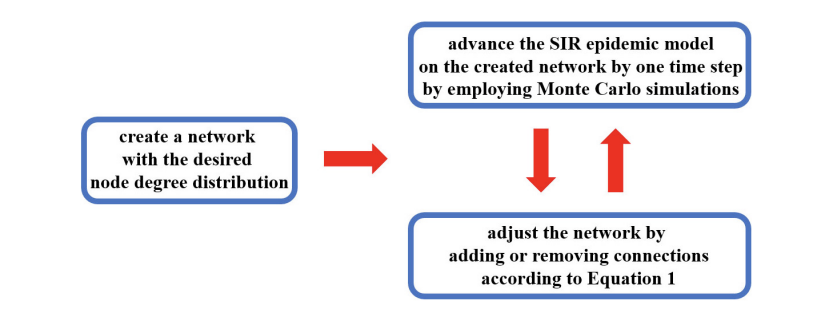 create a network
with the desired
node degree distribution
advance the SIR epidemic model
on the created network by one time step
by employing Monte Carlo simulations
adjust the network by
adding or removing connections
according to Equation 1